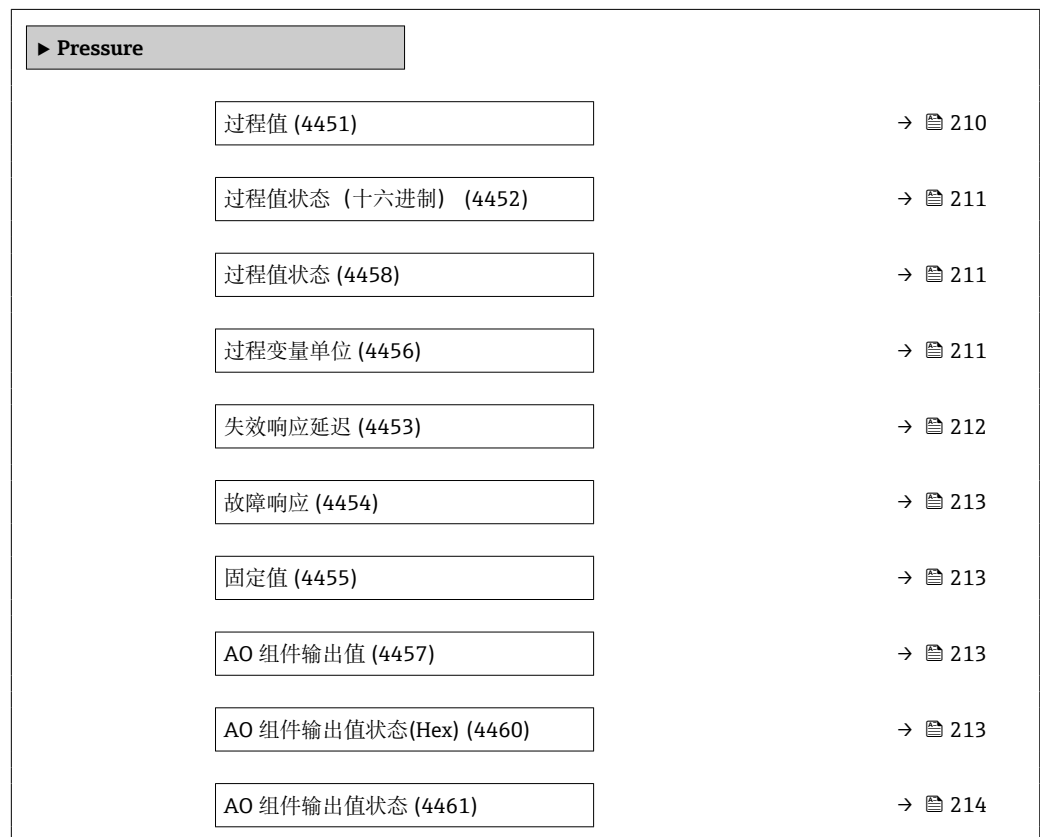 ▶ Pressure
过程值 (4451) → 210
过程值状态（十六进制） (4452) → 211
过程值状态 (4458) → 211
过程变量单位 (4456) → 211
失效响应延迟 (4453) → 212
故障响应 (4454) → 213
固定值 (4455) → 213
AO 组件输出值 (4457) → 213
AO 组件输出值状态(Hex) (4460) → 213
AO 组件输出值状态 (4461) → 214